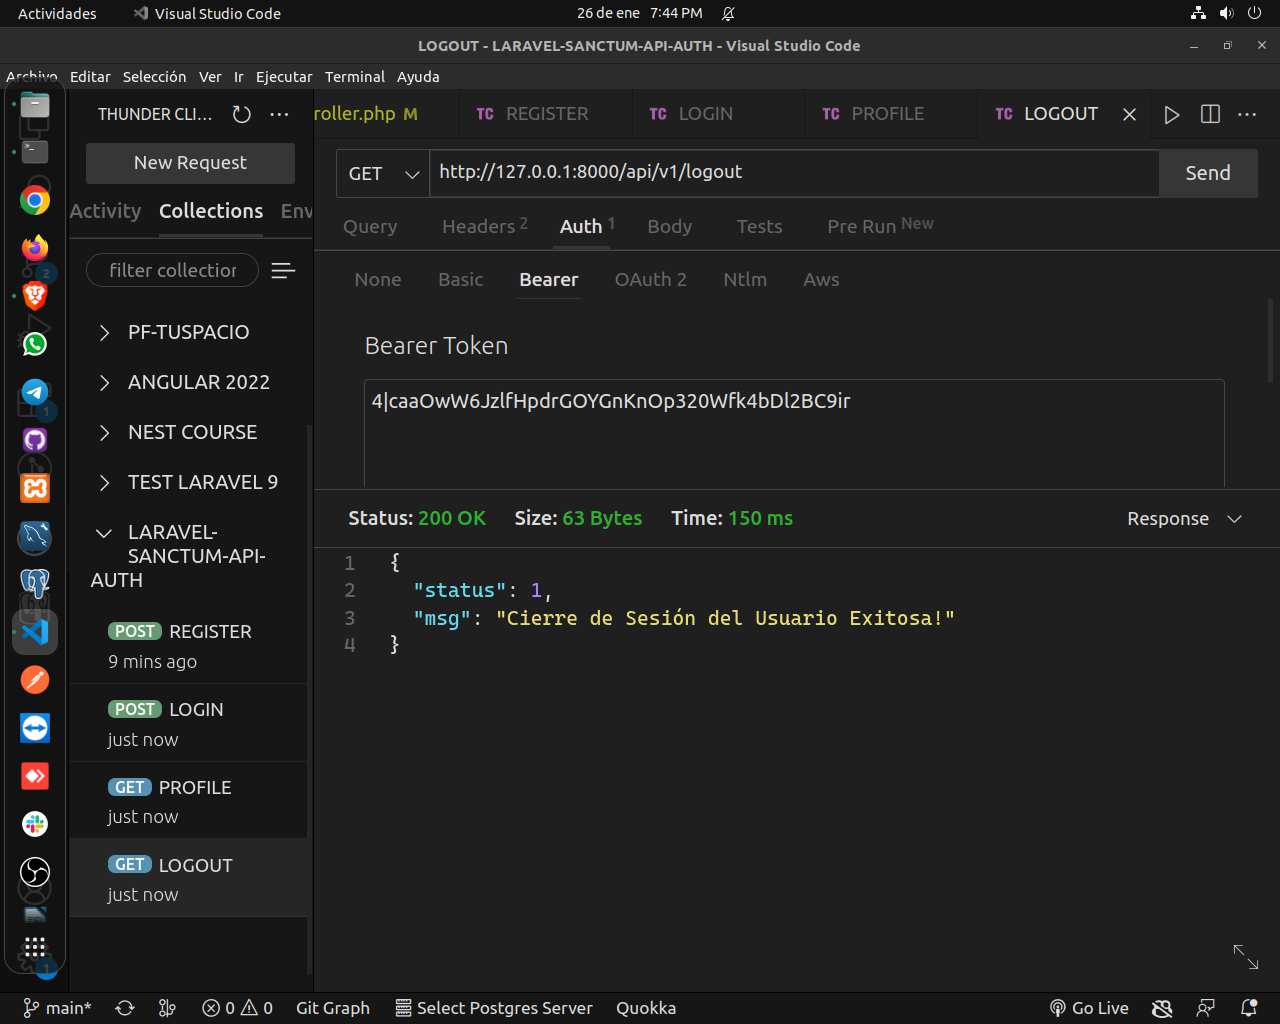 Actividades Visual Studio Code 26 de ene 7:44 PM
LOGOUT - LARAVEL-SANCTUM-API-AUTH - Visual Studio Code
Archivo Editar Selección Ver Ir Ejecutar Terminal Ayuda
THUNDER CLI... roller.php M TC REGISTER TC LOGIN TC PROFILE TC LOGOUT
New Request
GET http://127.0.0.1:8000/api/v1/logout Send
Activity Collections Env
Query Headers 2 Auth 1 Body Tests Pre Run New
filter collection
None Basic Bearer OAuth 2 Ntlm Aws
Bearer Token
4|caaOwW6JzlfHpdrGOYGnKnOp320Wfk4bDl2BC9ir
PF-TUSPACIO
ANGULAR 2022
NEST COURSE
TEST LARAVEL 9
LARAVEL-
SANCTUM-API-
AUTH
POST REGISTER
9 mins ago
POST LOGIN
just now
GET PROFILE
just now
GET LOGOUT
just now
Status: 200 OK Size: 63 Bytes Time: 150 ms Response
1 {
2 "status": 1,
3 "msg": "Cierre de Sesión del Usuario Exitosa!"
4 }
2
1
1
main* 0 0 Git Graph Select Postgres Server Quokka Go Live